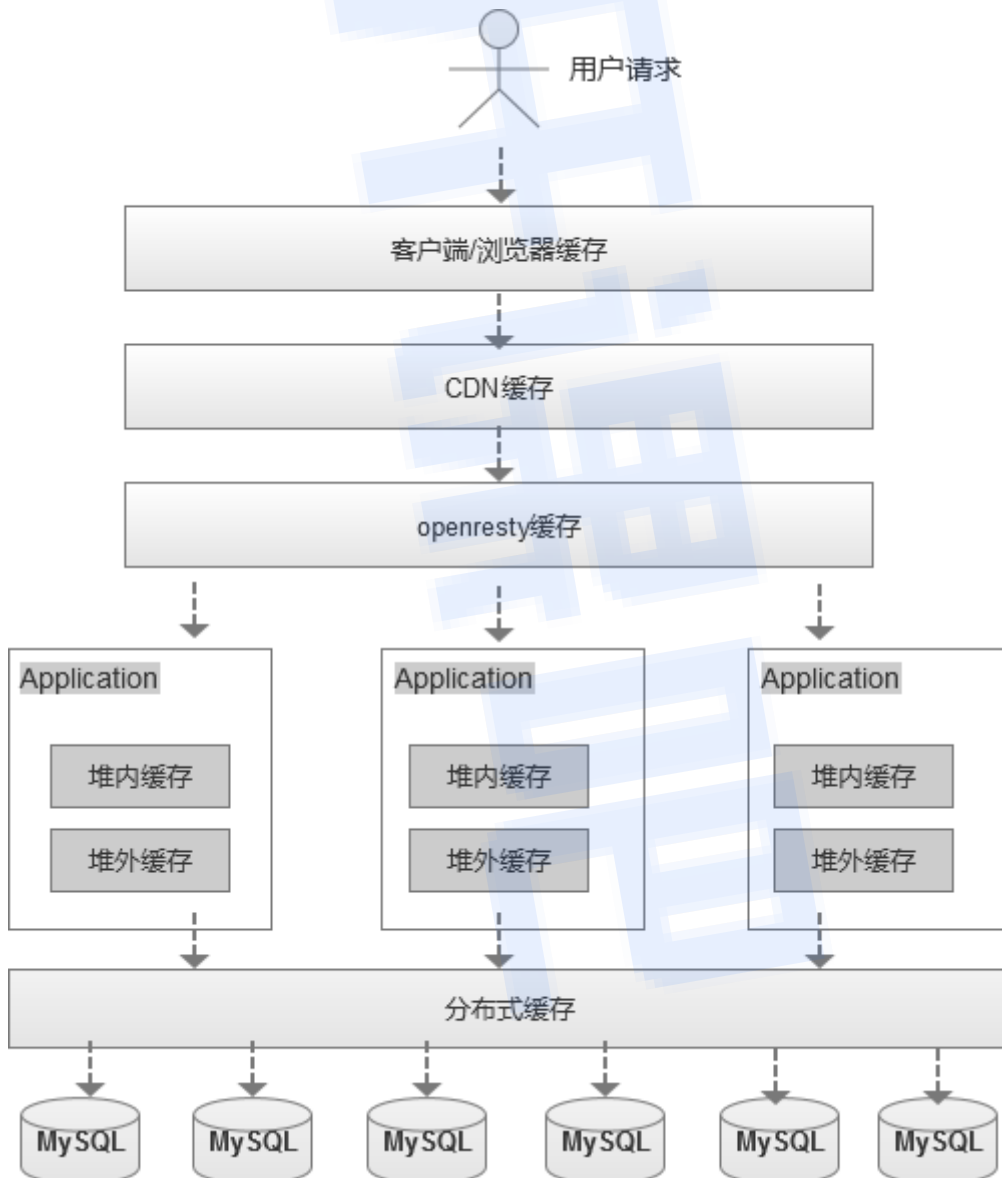 用户请求
客户端/浏览器缓存
CDN缓存
openresty缓存
Application
Application
Application
堆内缓存
堆内缓存
堆内缓存
堆外缓存
堆外缓存
堆外缓存
分布式缓存
MySQL
MySQL
MySQL
MySQL
MySQL
MySQL